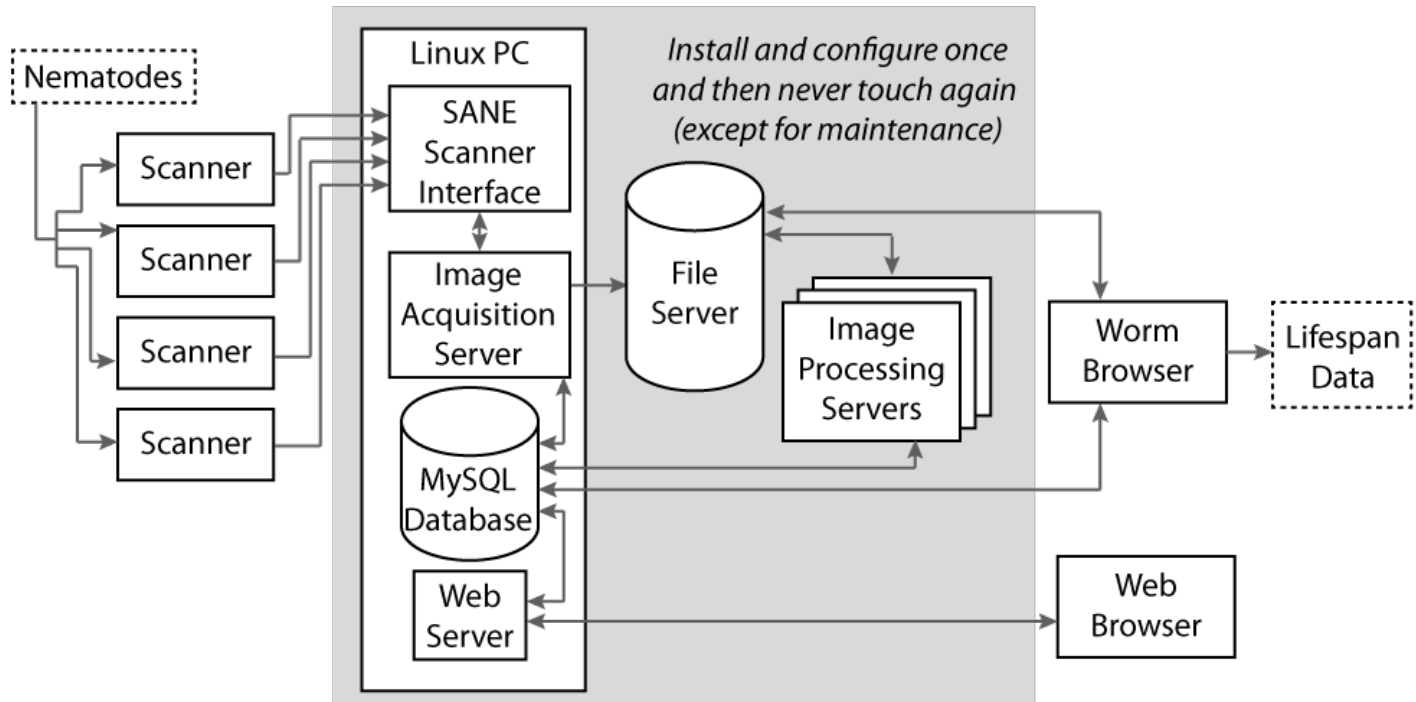 Nematodes
Scanner
Scanner
Scanner
Scanner
Linux PC
SANE
Scanner
Interface
Image
Acquisition
Server
MySQL
Database
Web
Server
Install and configure once
and then never touch again
(except for maintenance)
File
Server
Image
Processing
Servers
Worm
Browser
Lifespan
Data
Web
Browser